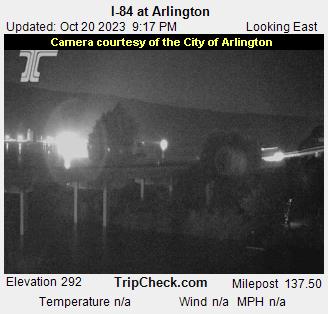 I-84 at Arlington
Updated: Oct 20 2023 9:17 PM Looking East
Camera courtesy of the City of Arlington
Elevation 292 TripCheck.com Milepost 137.50
Temperature n/a Wind n/a MPH n/a